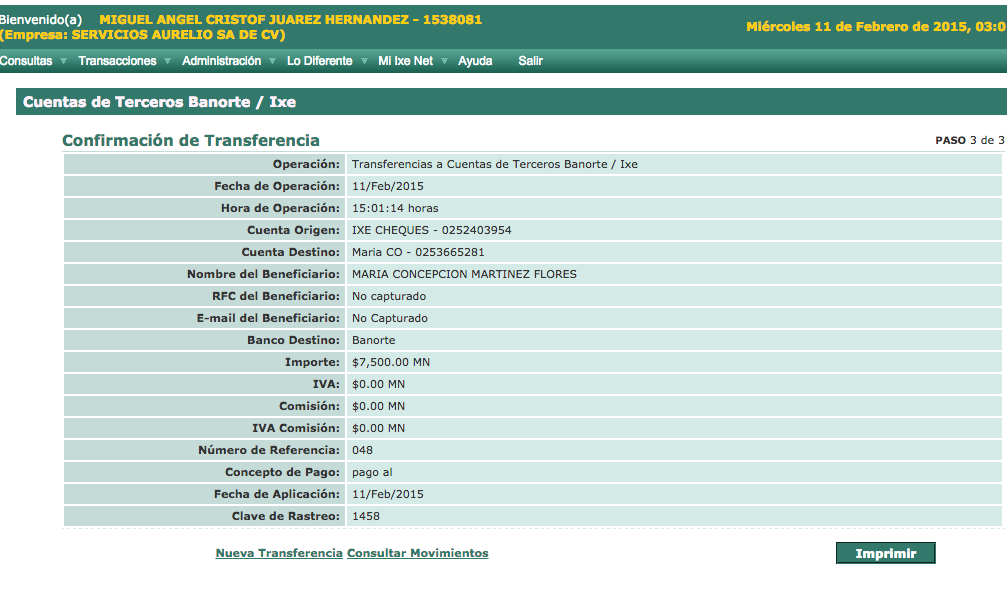 Bienvenido(a) MIGUEL ANGEL CRISTOF JUAREZ HERNANDEZ - 1538081
(Empresa: SERVICIOS AURELIO SA DE CV)
Miércoles 11 de Febrero de 2015, 03:0
Consultas Transacciones Administración Lo Diferente Mi Ixe Net Ayuda Salir
Cuentas de Terceros Banorte / Ixe
Confirmación de Transferencia PASO 3 de 3
Operación: Transferencias a Cuentas de Terceros Banorte / Ixe
Fecha de Operación: 11/Feb/2015
Hora de Operación: 15:01:14 horas
Cuenta Origen: IXE CHEQUES - 0252403954
Cuenta Destino: Maria CO - 0253665281
Nombre del Beneficiario: MARIA CONCEPCION MARTINEZ FLORES
RFC del Beneficiario: No capturado
E-mail del Beneficiario: No Capturado
Banco Destino: Banorte
Importe: $7,500.00 MN
IVA: $0.00 MN
Comisión: $0.00 MN
IVA Comisión: $0.00 MN
Número de Referencia: 048
Concepto de Pago: pago al
Fecha de Aplicación: 11/Feb/2015
Clave de Rastreo: 1458
Nueva Transferencia Consultar Movimientos Imprimir